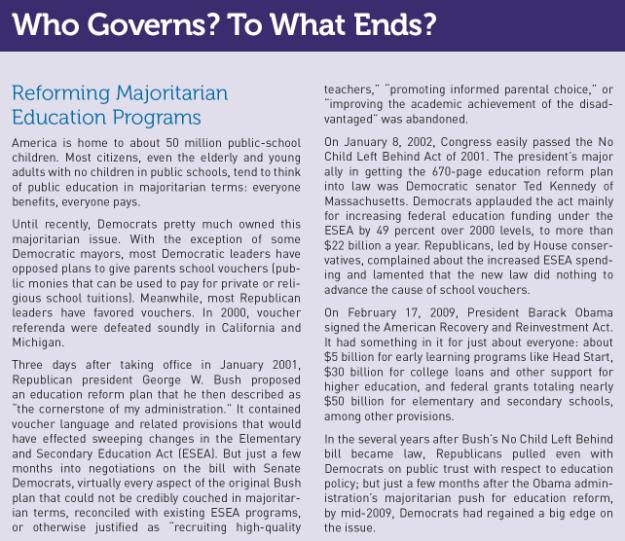 Who Governs? To What Ends?
Reforming Majoritarian
Education Programs
America is home to about 50 million public-school
children. Most citizens, even the elderly and young
adults with no children in public schools, tend to think
of public education in majoritarian terms: everyone
benefits, everyone pays.
Until recently, Democrats pretty much owned this
majoritarian issue. With the exception of some
Democratic mayors, most Democratic leaders have
opposed plans to give parents school vouchers (pub-
lic monies that can be used to pay for private or reli-
gious school tuitions). Meanwhile, most Republican
leaders have favored vouchers. In 2000, voucher
referenda were defeated soundly in California and
Michigan.
Three days after taking office in January 2001,
Republican president George W. Bush proposed
an education reform plan that he then described as
“the cornerstone of my administration.” It contained
voucher language and related provisions that would
have effected sweeping changes in the Elementary
and Secondary Education Act (ESEA). But just a few
months into negotiations on the bill with Senate
Democrats, virtually every aspect of the original Bush
plan that could not be credibly couched in majoritar-
ian terms, reconciled with existing ESEA programs,
or otherwise justified as “recruiting high-quality
teachers,” “promoting informed parental choice,” or
“improving the academic achievement of the disad-
vantaged” was abandoned.
On January 8, 2002, Congress easily passed the No
Child Left Behind Act of 2001. The president’s major
ally in getting the 670-page education reform plan
into law was Democratic senator Ted Kennedy of
Massachusetts. Democrats applauded the act mainly
for increasing federal education funding under the
ESEA by 49 percent over 2000 levels, to more than
$22 billion a year. Republicans, led by House conser-
vatives, complained about the increased ESEA spend-
ing and lamented that the new law did nothing to
advance the cause of school vouchers.
On February 17, 2009, President Barack Obama
signed the American Recovery and Reinvestment Act.
It had something in it for just about everyone: about
$5 billion for early learning programs like Head Start,
$30 billion for college loans and other support for
higher education, and federal grants totaling nearly
$50 billion for elementary and secondary schools,
among other provisions.
In the several years after Bush’s No Child Left Behind
bill became law, Republicans pulled even with
Democrats on public trust with respect to education
policy; but just a few months after the Obama admin-
istration’s majoritarian push for education reform,
by mid-2009, Democrats had regained a big edge on
the issue.